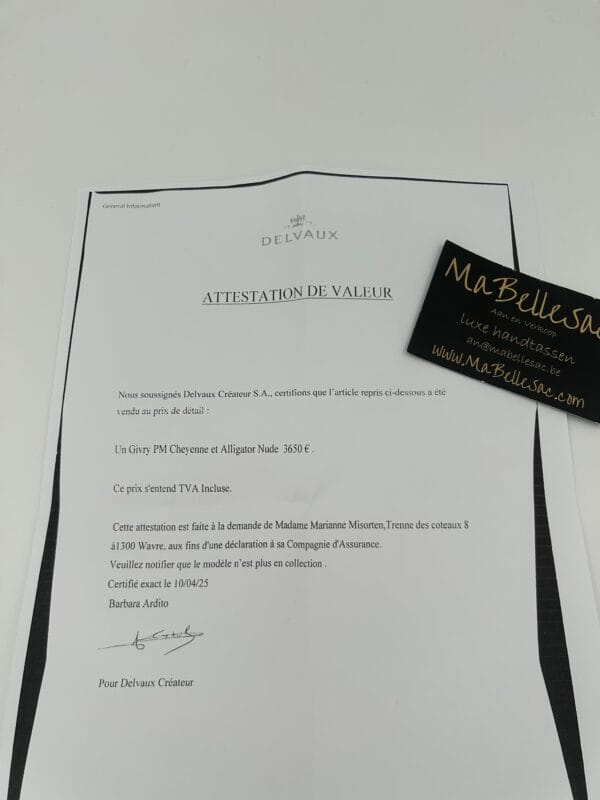 General Information
DELVAUX
ATTESTATION DE VALEUR
Nous soussignés Delvaux Créateur S.A., certifions que l'article repris ci-dessous a été
vendu au prix de détail :
Un Givry PM Cheyenne et Alligator Nude 3650 € .
Ce prix s'entend TVA Incluse.
Cette attestation est faite à la demande de Madame Marianne Misorten,Trenne des coteaux 8
à1300 Wavre, aux fins d'une déclaration à sa Compagnie d'Assurance.
Veuillez notifier que le modèle n'est plus en collection .
Certifié exact le 10/04/25
Barbara Ardito
Pour Delvaux Créateur
MaBelleSac
Aan en Verkoop
luxe handtassen
an@mabellesac.be
www.MaBelleSac.com